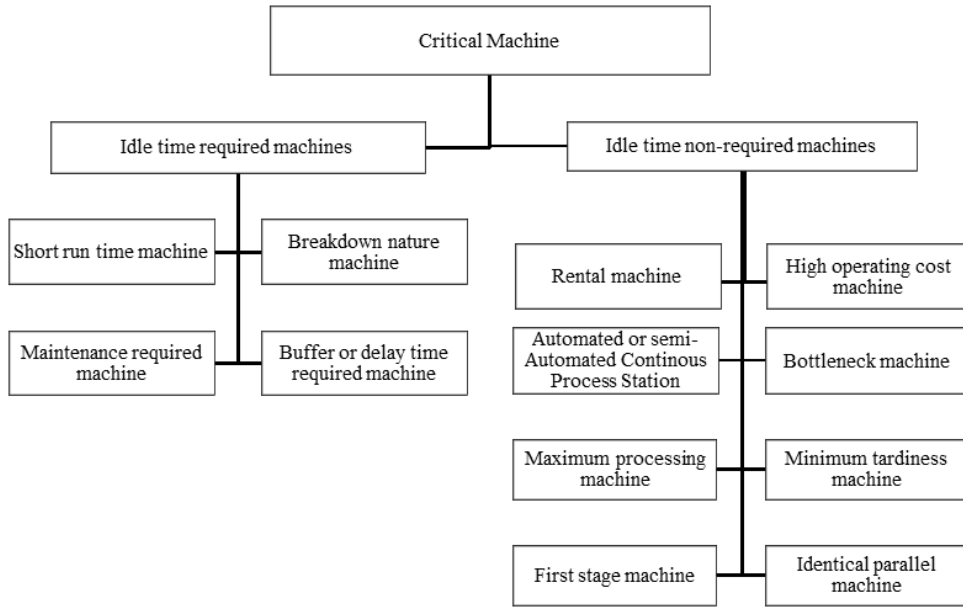 Critical Machine
Idle time required machines
Idle time non-required machines
Short run time machine
Breakdown nature
machine
Maintenance required
machine
Buffer or delay time
required machine
Rental machine
High operating cost
machine
Automated or semi-
Automated Continous
Process Station
Bottleneck machine
Maximum processing
machine
Minimum tardiness
machine
First stage machine
Identical parallel
machine